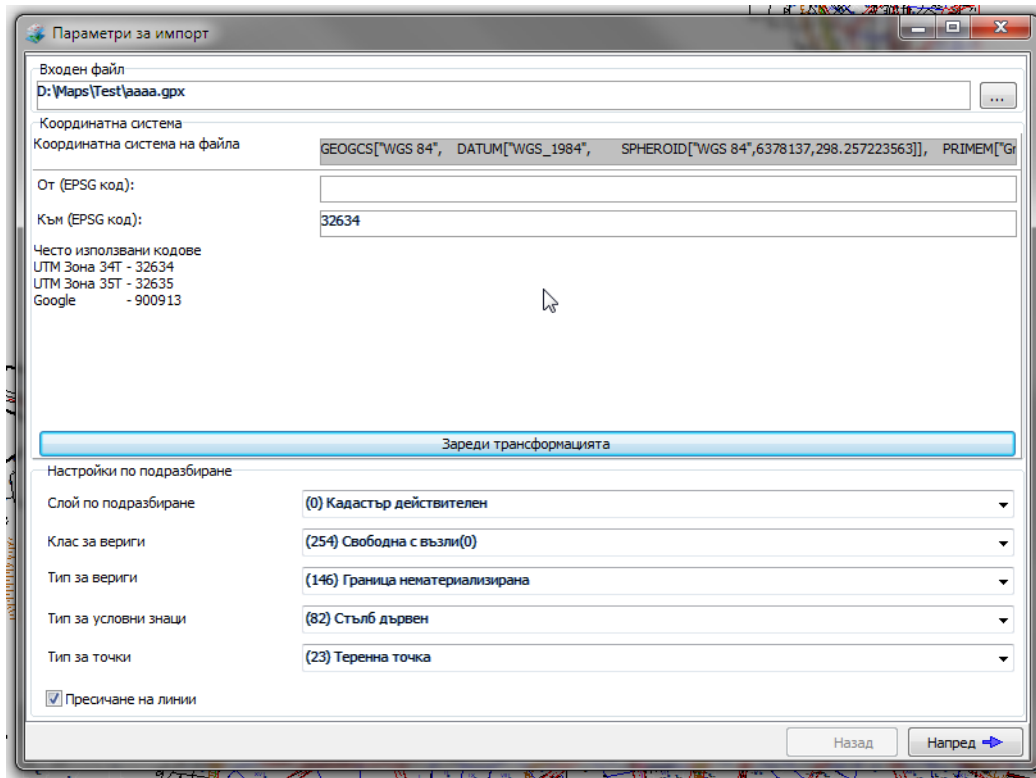 Параметри за импорт
Входен файл
D:\Maps\Test\aaaa.gpx
...
Координатна система
Координатна система на файла
GEOGCS["WGS 84", DATUM["WGS_1984", SPHEROID["WGS 84",6378137,298.257223563]], PRIMEM["Gr
От (EPSG код):
Към (EPSG код):
32634
Често използвани кодове
UTM Зона 34T - 32634
UTM Зона 35T - 32635
Google - 900913
Зареди трансформацията
Настройки по подразбиране
Слой по подразбиране
(0) Кадастър действителен
Клас за вериги
(254) Свободна с възли(0)
Тип за вериги
(146) Граница нематериализирана
Тип за условни знаци
(82) Стълб дървен
Тип за точки
(23) Теренна точка
Пресичане на линии
Назад
Напред